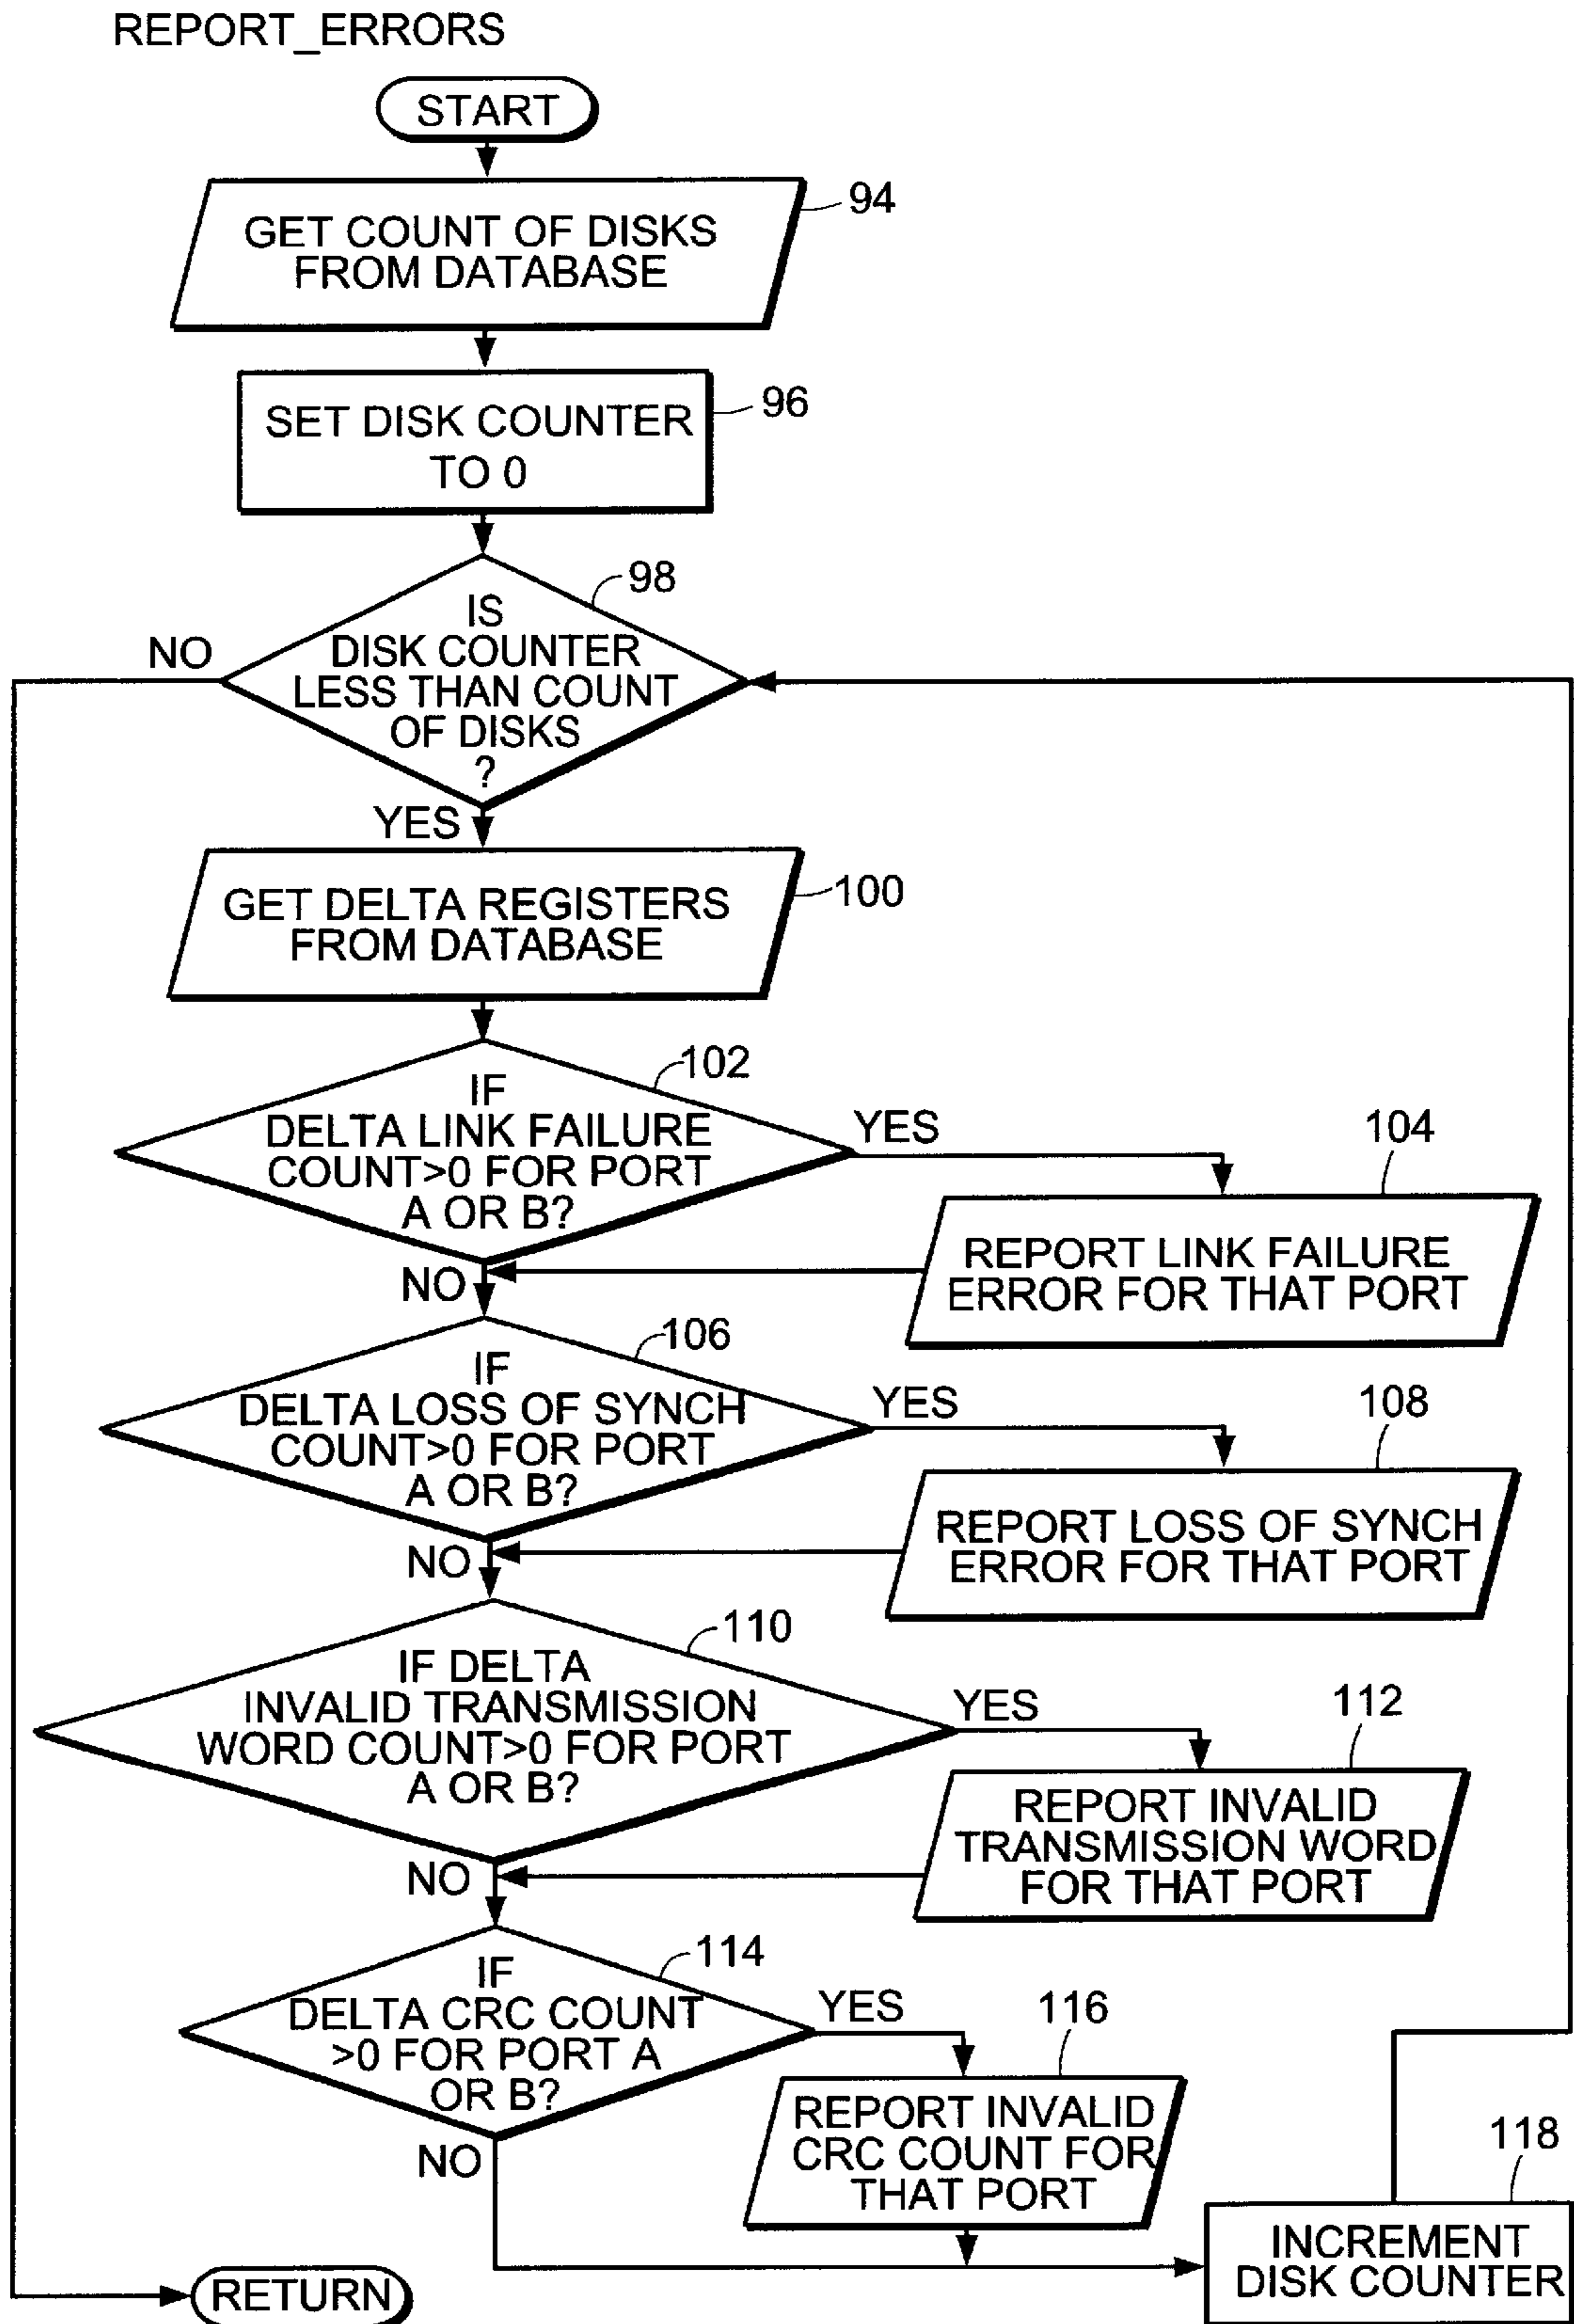 REPORT_ERRORS
START
94
GET COUNT OF DISKS
FROM DATABASE
96
SET DISK COUNTER
TO 0
98
IS
DISK COUNTER
LESS THAN COUNT
OF DISKS
?
NO
YES
100
GET DELTA REGISTERS
FROM DATABASE
102
IF
DELTA LINK FAILURE
COUNT>0 FOR PORT
A OR B?
YES
104
REPORT LINK FAILURE
ERROR FOR THAT PORT
NO
106
IF
DELTA LOSS OF SYNCH
COUNT>0 FOR PORT
A OR B?
YES
108
REPORT LOSS OF SYNCH
ERROR FOR THAT PORT
NO
110
IF DELTA
INVALID TRANSMISSION
WORD COUNT>0 FOR PORT
A OR B?
YES
112
REPORT INVALID
TRANSMISSION WORD
FOR THAT PORT
NO
114
IF
DELTA CRC COUNT
>0 FOR PORT A
OR B?
YES
116
REPORT INVALID
CRC COUNT FOR
THAT PORT
NO
118
INCREMENT
DISK COUNTER
RETURN